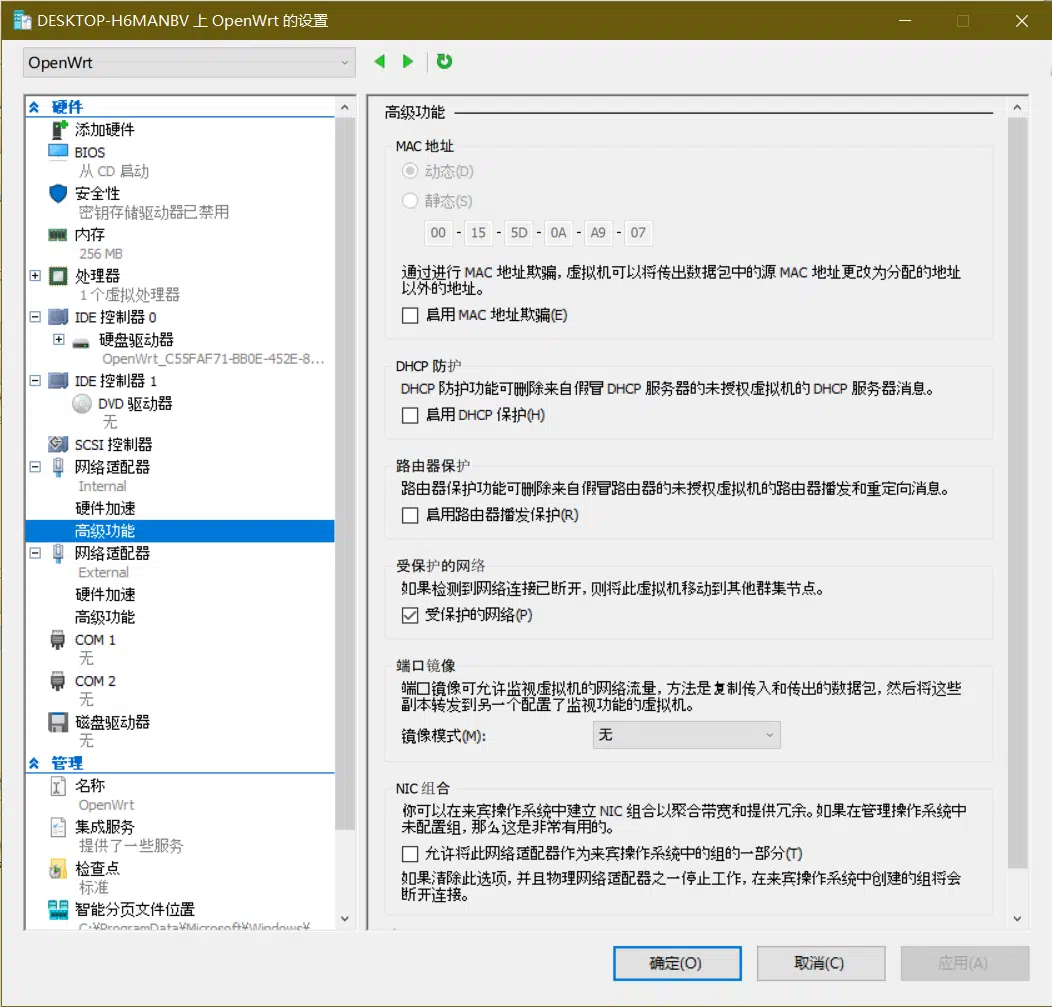 DESKTOP-H6MANBV 上 OpenWrt 的设置
OpenWrt
硬件
添加硬件
BIOS
从 CD 启动
安全性
密钥存储驱动器已禁用
内存
256 MB
处理器
1 个虚拟处理器
IDE 控制器 0
硬盘驱动器
OpenWrt_C55FAF71-BB0E-452E-8...
IDE 控制器 1
DVD 驱动器
无
SCSI 控制器
网络适配器
Internal
硬件加速
高级功能
网络适配器
External
硬件加速
高级功能
COM 1
无
COM 2
无
磁盘驱动器
无
管理
名称
OpenWrt
集成服务
提供了一些服务
检查点
标准
智能分页文件位置
C:¥ProgramData¥Microsoft¥Windows¥
高级功能
MAC 地址
动态(D)
静态(S)
00 - 15 - 5D - 0A - A9 - 07
通过进行 MAC 地址欺骗, 虚拟机可以将传出数据包中的源 MAC 地址更改为分配的地址
以外的地址。
启用 MAC 地址欺骗(E)
DHCP 防护
DHCP 防护功能可删除来自假冒 DHCP 服务器的未授权虚拟机的 DHCP 服务器消息。
启用 DHCP 保护(H)
路由器保护
路由器保护功能可删除来自假冒路由器的未授权虚拟机的路由器播发和重定向消息。
启用路由器播发保护(R)
受保护的网络
如果检测到网络连接已断开, 则将此虚拟机移动到其他群集节点。
受保护的网络(P)
端口镜像
端口镜像可允许监视虚拟机的网络流量, 方法是复制传入和传出的数据包, 然后将这些
副本转发到另一个配置了监视功能的虚拟机。
镜像模式(M): 无
NIC 组合
你可以在来宾操作系统中建立 NIC 组合以聚合带宽和提供冗余。如果在管理操作系统中
未配置组, 那么这是非常有用的。
允许将此网络适配器作为来宾操作系统中的组的一部分(T)
如果清除此选项, 并且物理网络适配器之一停止工作, 在来宾操作系统中创建的组将会
断开连接。
确定(O) 取消(C) 应用(A)